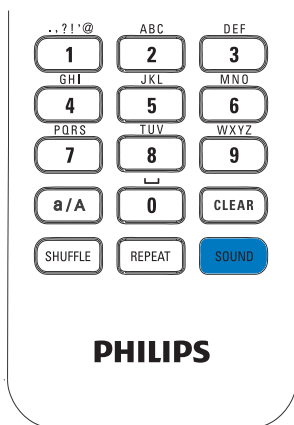 .,?!'@ ABC DEF
1 2 3
GHI JKL MNO
4 5 6
PQRS TUV WXYZ
7 8 9
a/A 0 CLEAR
SHUFFLE REPEAT SOUND
PHILIPS